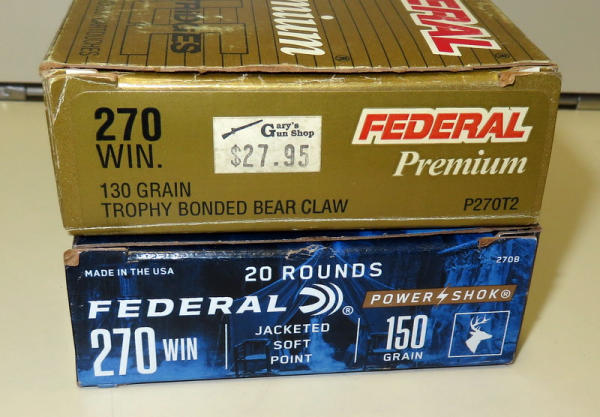 Premium
FEDERAL
270
WIN.
Gary's
Gun Shop
$27.95
FEDERAL
Premium
130 GRAIN
TROPHY BONDED BEAR CLAW
P270T2
MADE IN THE USA
20 ROUNDS
270B
FEDERAL®
POWER SHOK®
270 WIN
JACKETED
SOFT
POINT
150
GRAIN